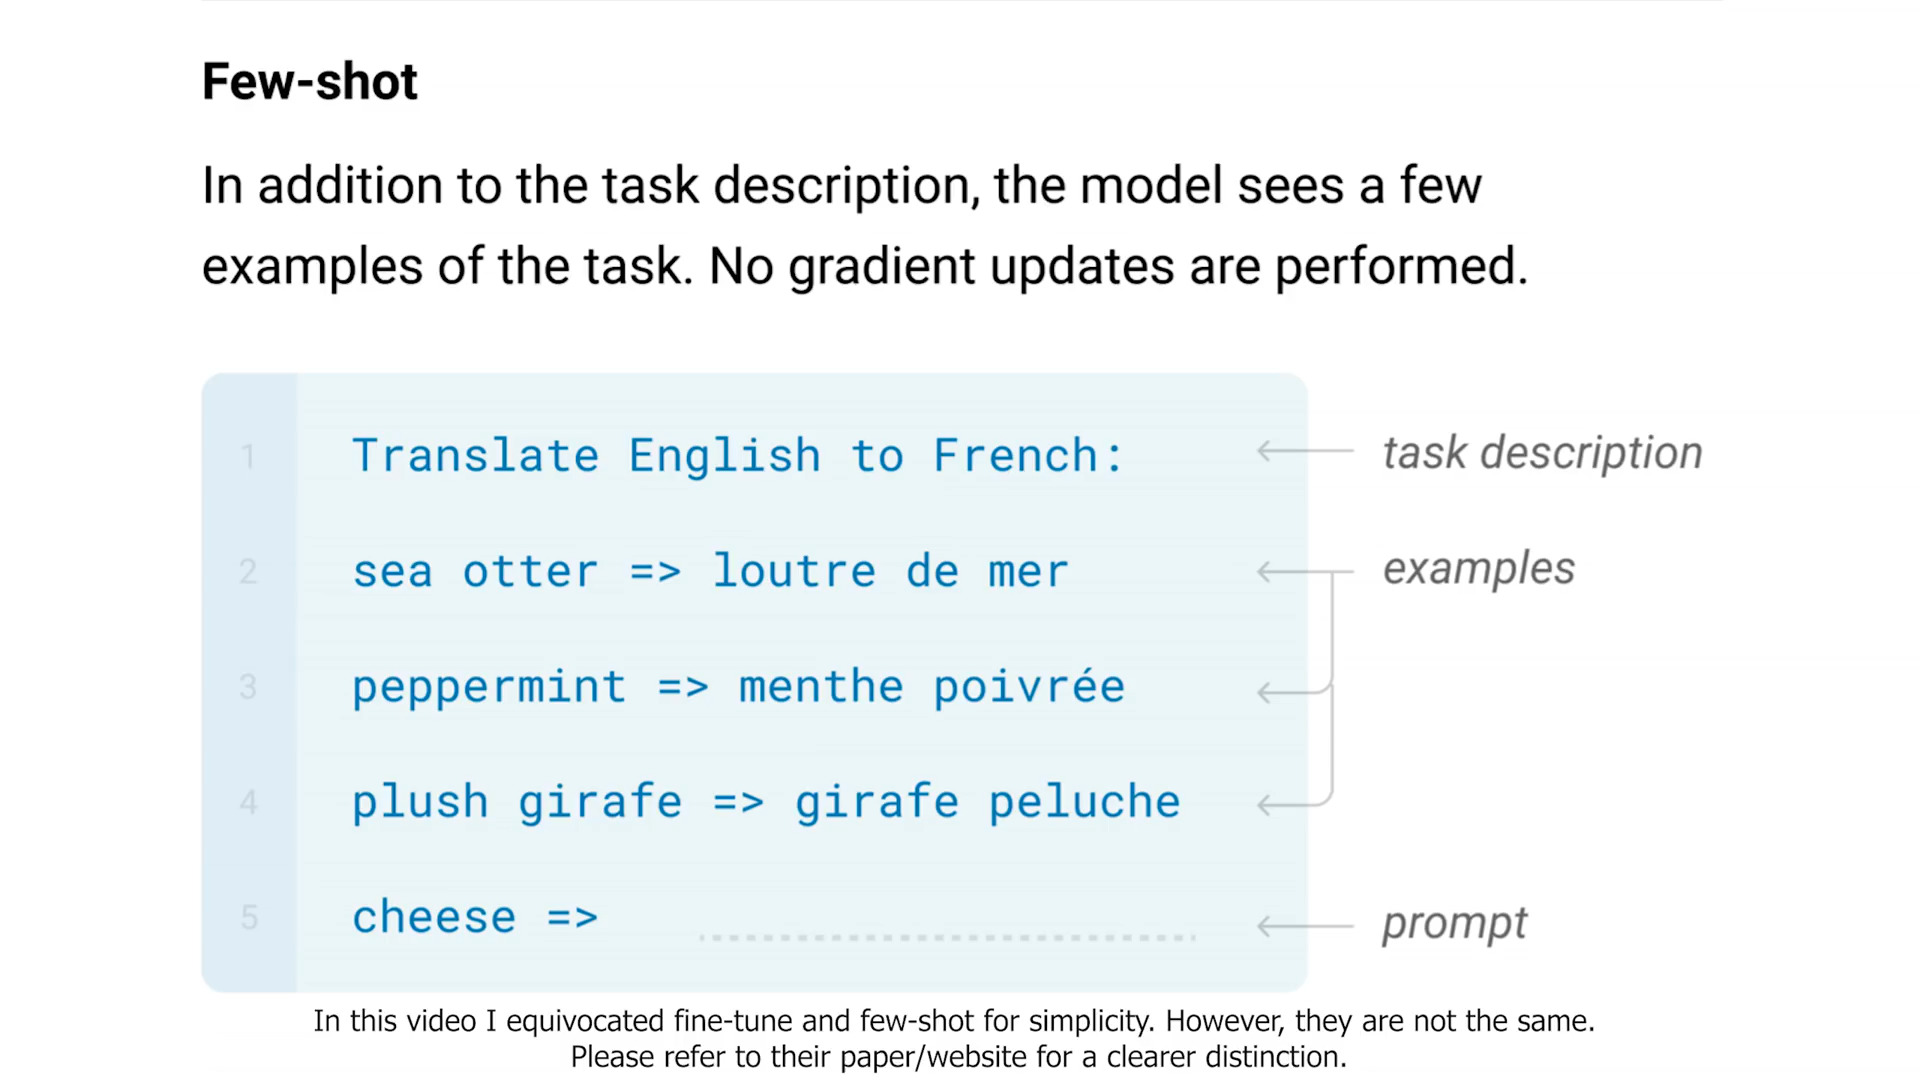 Few-shot
In addition to the task description, the model sees a few
examples of the task. No gradient updates are performed.
1 Translate English to French: task description
2 sea otter => loutre de mer examples
3 peppermint => menthe poivrée
4 plush girafe => girafe peluche
5 cheese => prompt
In this video I equivocated fine-tune and few-shot for simplicity. However, they are not the same.
Please refer to their paper/website for a clearer distinction.